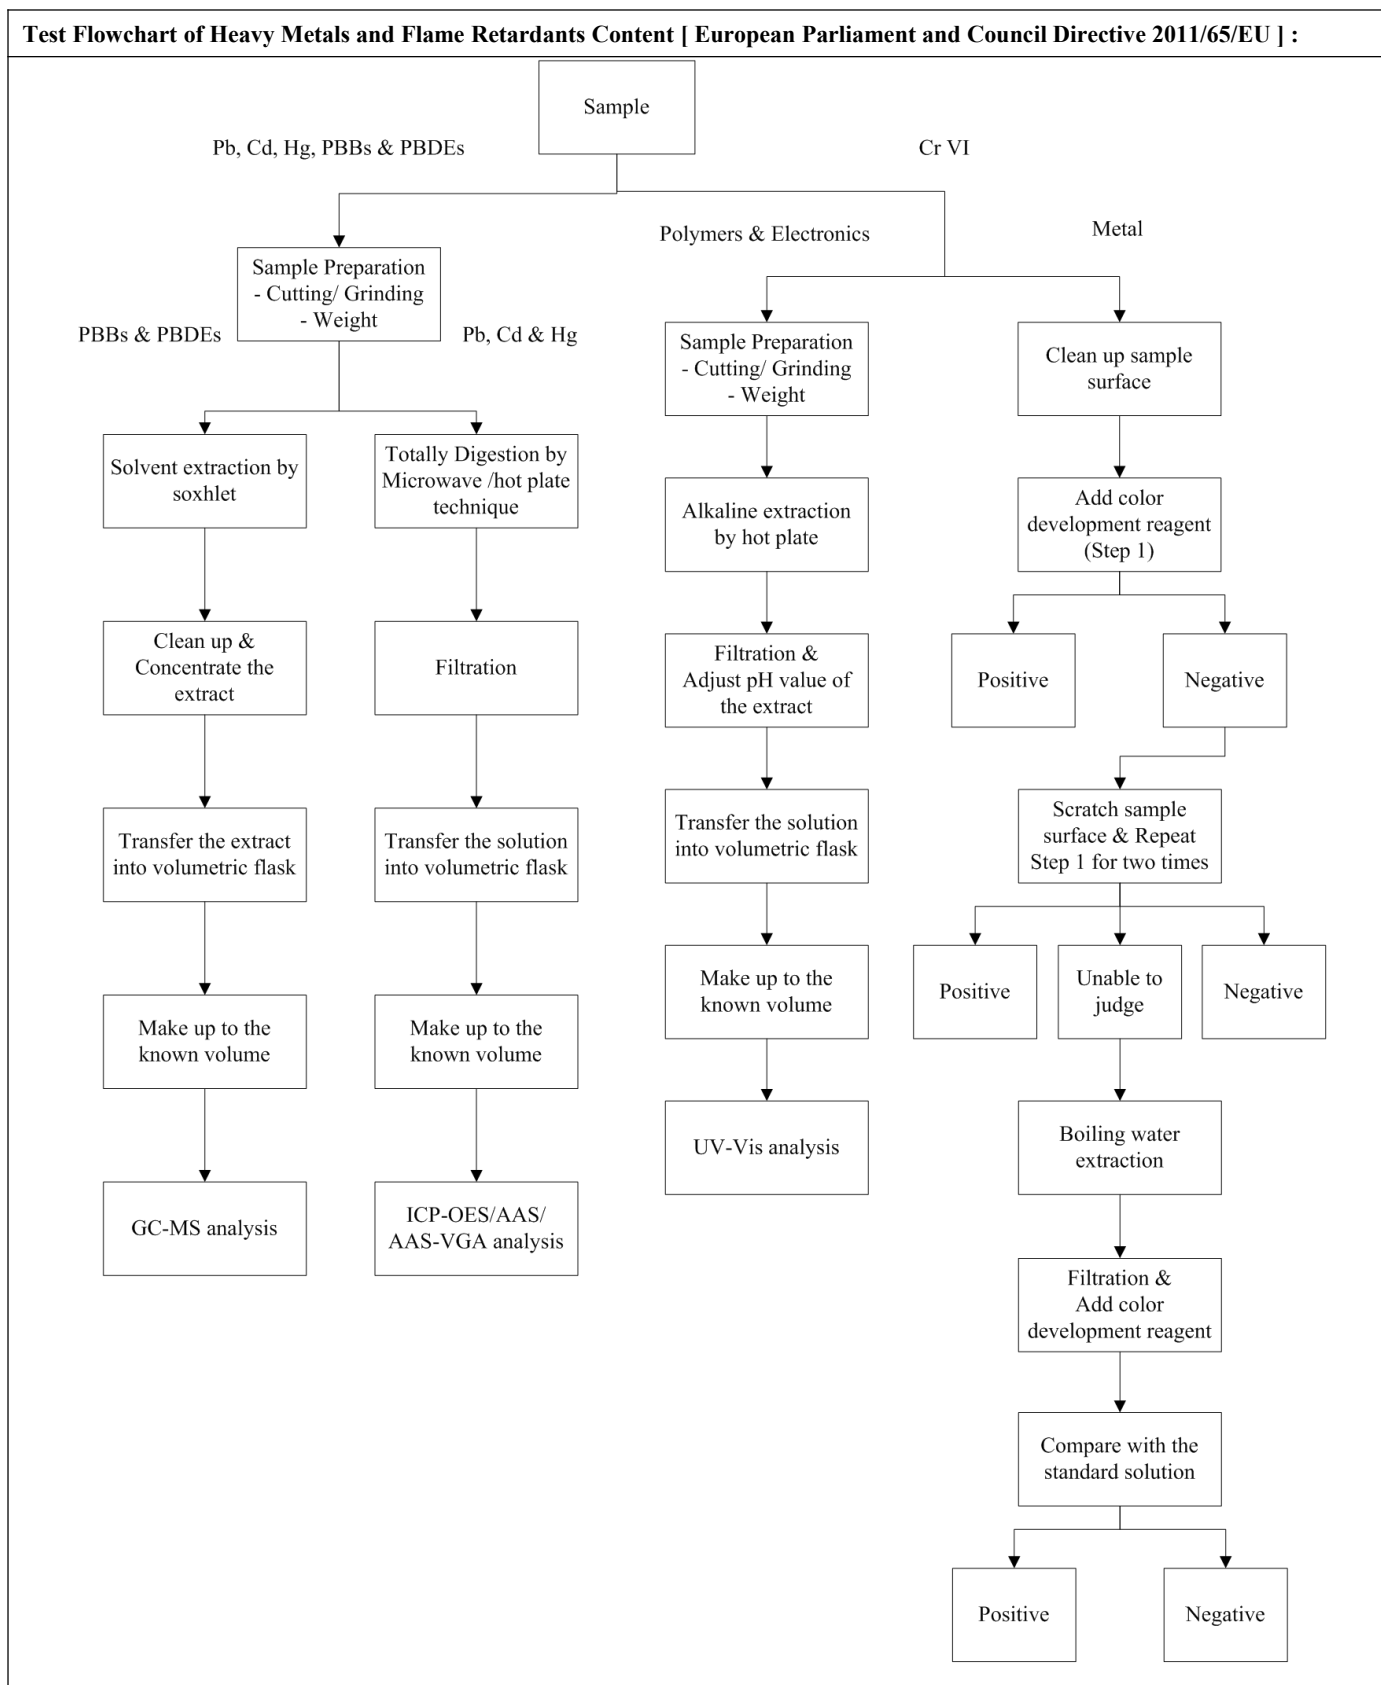 Test Flowchart of Heavy Metals and Flame Retardants Content [ European Parliament and Council Directive 2011/65/EU ] :
Sample
Pb, Cd, Hg, PBBs & PBDEs
Cr VI
Sample Preparation
- Cutting/ Grinding
- Weight
PBBs & PBDEs
Pb, Cd & Hg
Solvent extraction by
soxhlet
Clean up &
Concentrate the
extract
Transfer the extract
into volumetric flask
Make up to the
known volume
GC-MS analysis
Totally Digestion by
Microwave /hot plate
technique
Filtration
Transfer the solution
into volumetric flask
Make up to the
known volume
ICP-OES/AAS/
AAS-VGA analysis
Polymers & Electronics
Metal
Sample Preparation
- Cutting/ Grinding
- Weight
Alkaline extraction
by hot plate
Filtration &
Adjust pH value of
the extract
Transfer the solution
into volumetric flask
Make up to the
known volume
UV-Vis analysis
Clean up sample
surface
Add color
development reagent
(Step 1)
Positive
Negative
Scratch sample
surface & Repeat
Step 1 for two times
Positive
Unable to
judge
Negative
Boiling water
extraction
Filtration &
Add color
development reagent
Compare with the
standard solution
Positive
Negative